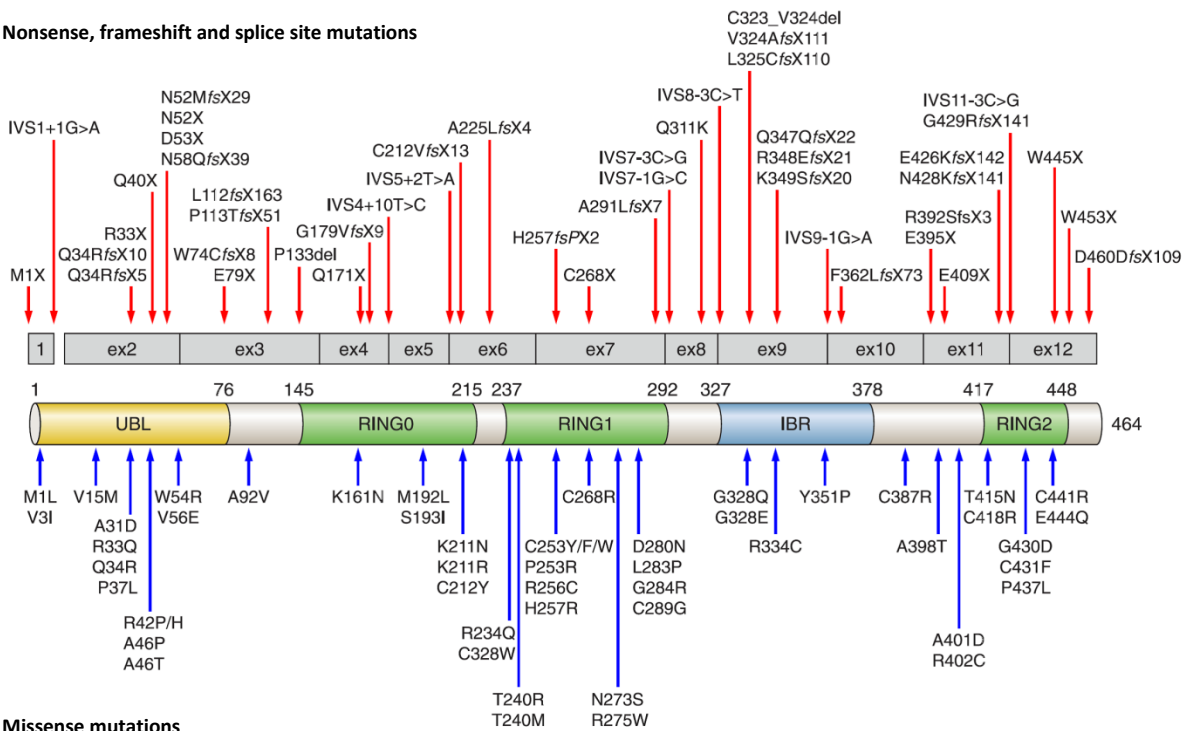 Nonsense, frameshift and splice site mutations
C323_V324del
V324AfsX111
L325CfsX110
IVS1+1G>A
N52MfsX29
N52X
D53X
N58QfsX39
IVS8-3C>T
IVS11-3C>G
G429RfsX141
A225LfsX4
Q311K
C212VfsX13
IVS7-3C>G
IVS7-1G>C
Q347QfsX22
R348EfsX21
K349SfsX20
E426KfsX142
N428KfsX141
W445X
Q40X
L112fsX163
P113TfsX51
IVS5+2T>A
IVS4+10T>C
A291LfsX7
R392SfsX3
E395X
W453X
R33X
Q34RfsX10
Q34RfsX5
W74CfsX8
E79X
G179VfsX9
H257fsPX2
IVS9-1G>A
D460DfsX109
M1X
P133del
Q171X
C268X
F362LfsX73
E409X
1 ex2 ex3 ex4 ex5 ex6 ex7 ex8 ex9 ex10 ex11 ex12
1 76 145 215 237 292 327 378 417 448
UBL RING0 RING1 IBR RING2 464
M1L
V3I
V15M
W54R
V56E
A92V
K161N
M192L
S193I
C268R
G328Q
G328E
Y351P
C387R
T415N
C418R
C441R
E444Q
A31D
R33Q
Q34R
P37L
K211N
K211R
C212Y
C253Y/F/W
P253R
R256C
H257R
D280N
L283P
G284R
C289G
R334C
A398T
G430D
C431F
P437L
R42P/H
A46P
A46T
R234Q
C328W
A401D
R402C
T240R
T240M
N273S
R275W
Missense mutations